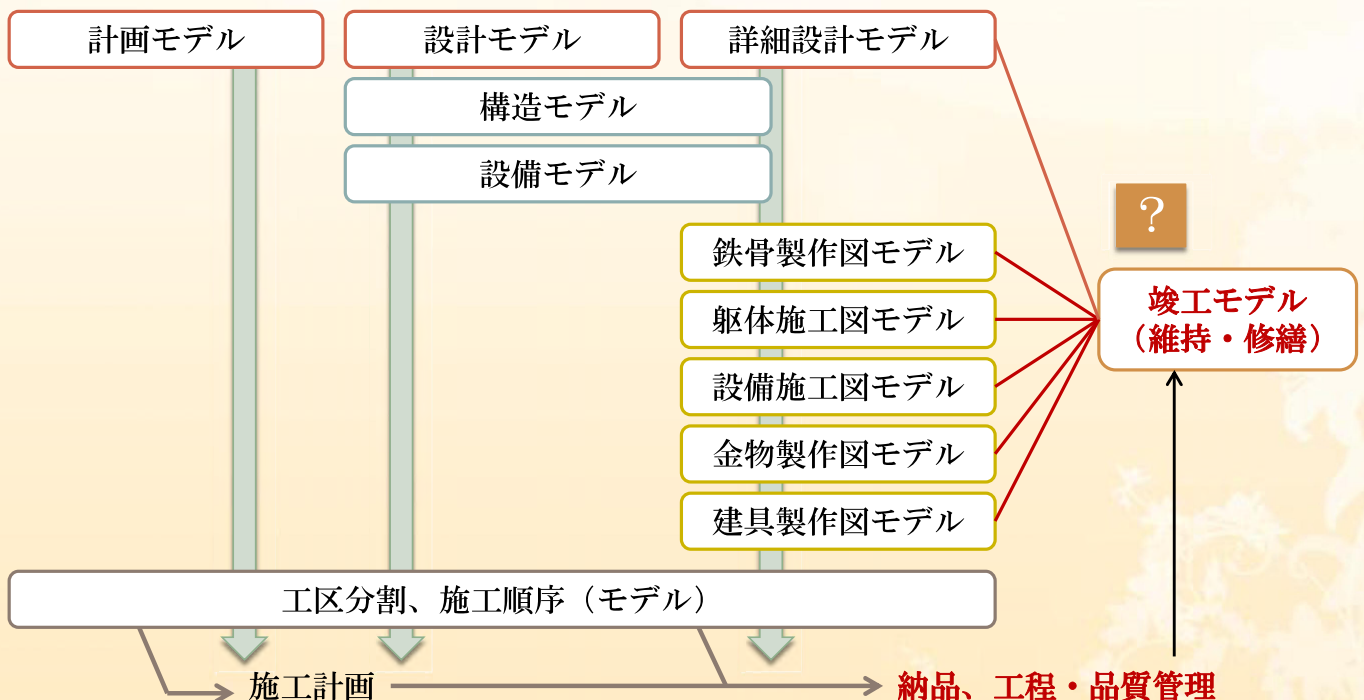 計画モデル
設計モデル
詳細設計モデル
構造モデル
設備モデル
?
鉄骨製作図モデル
竣工モデル
（維持・修繕）
躯体施工図モデル
設備施工図モデル
金物製作図モデル
建具製作図モデル
工区分割、施工順序（モデル）
施工計画
納品、工程・品質管理